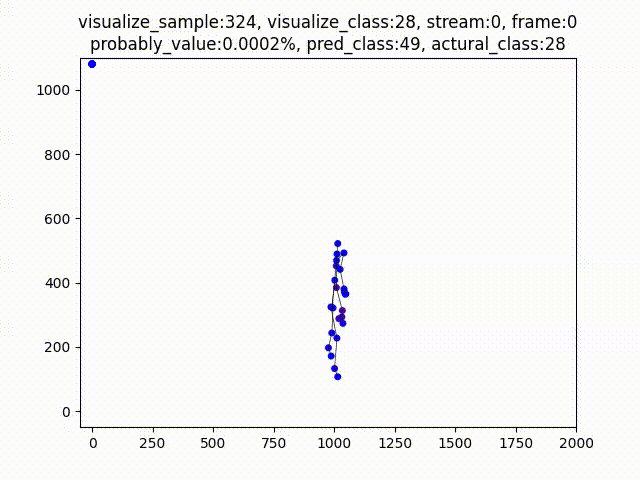 visualize_sample:324, visualize_class:28, stream:0, frame:0
probably_value:0.0002%, pred_class:49, actural_class:28
1000
800
600
400
200
0
0 250 500 750 1000 1250 1500 1750 2000